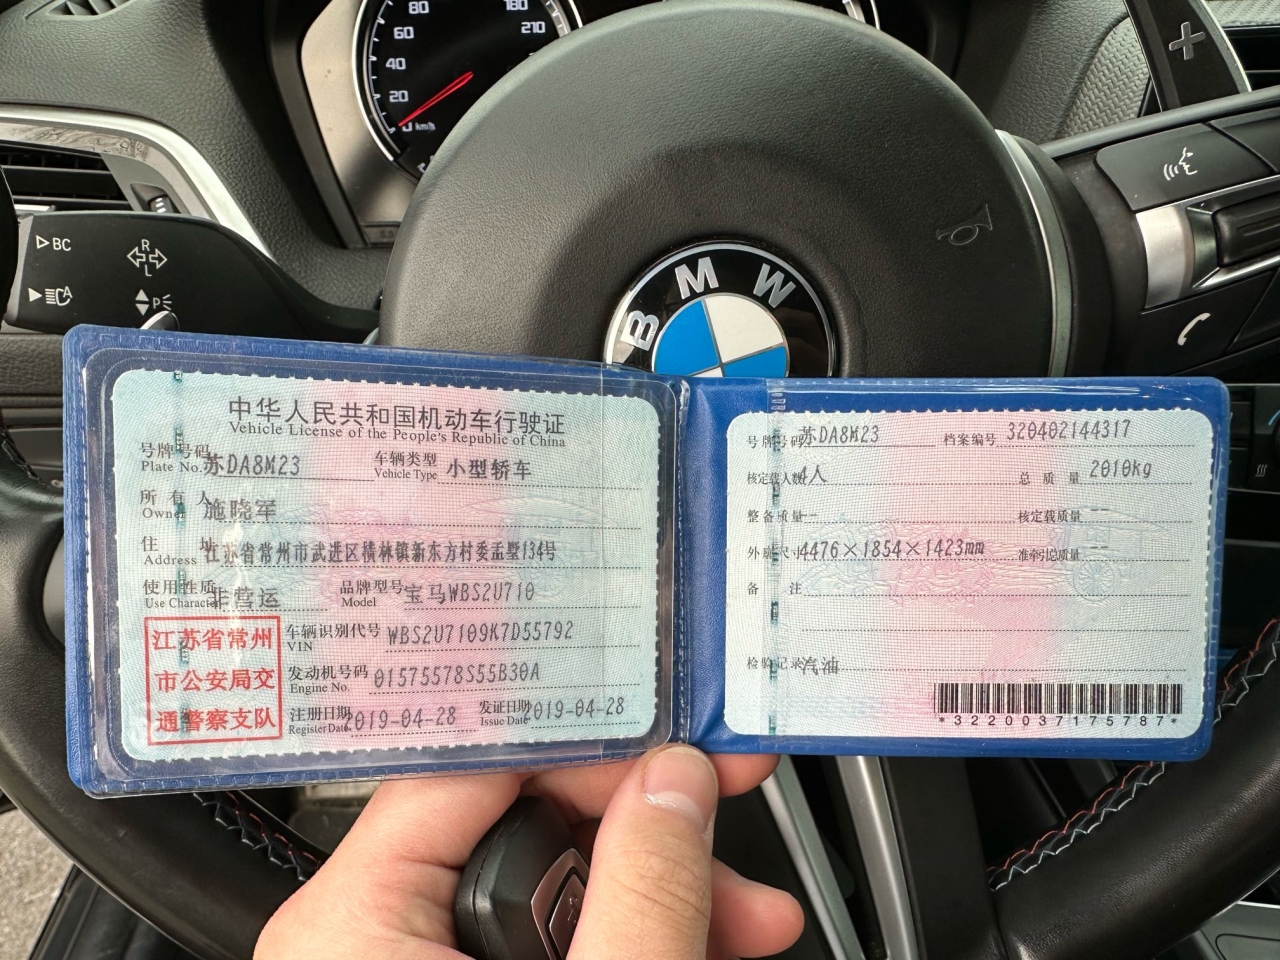 80
60
40
20
km/h
180
210
BC
R
L
P
BMW
中华人民共和国机动车行驶证
Vehicle License of the People's Republic of China
号牌号码 苏DA8M23 车辆类型 小型轿车
Plate No. Vehicle Type
所有人 施晓军
Owner
住址 江苏省常州市武进区横林镇新东方村委孟墅134号
Address
使用性质 非营运 品牌型号 宝马WBS2U710
Use Character Model
江苏省常州
市公安局交
通警察支队
车辆识别代号 WBS2U7109K7D55792
VIN
发动机号码 01575578S55B30A
Engine No.
注册日期 2019-04-28 发证日期 2019-04-28
Register Date Issue Date
号牌号码 苏DA8M23 档案编号 320402144317
核定载人数 4人 总质量 2010kg
整备质量 -- 核定载质量 --
外廓尺寸 4476×1854×1423mm 准牵引总质量 --
备注
检验记录 汽油
*3220037175787*